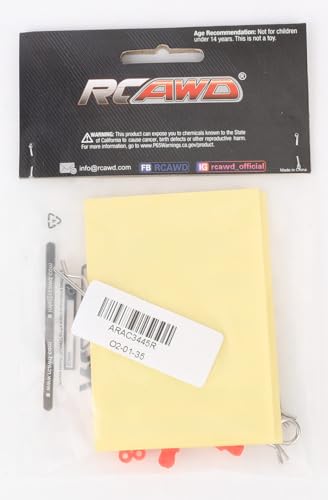 Age Recommendation: Not for children
under 14 years. This is not a toy.
RCAWD®
WARNING: This product can expose you to chemicals known to the State
of California to cause cancer, birth defects or other reproductive harm.
For more information, go to www.P65Warnings.ca.gov/product.
info@rcawd.com FB RCAWD IG rcawd_official
Made in China
ARAC3445R
O2-01-35